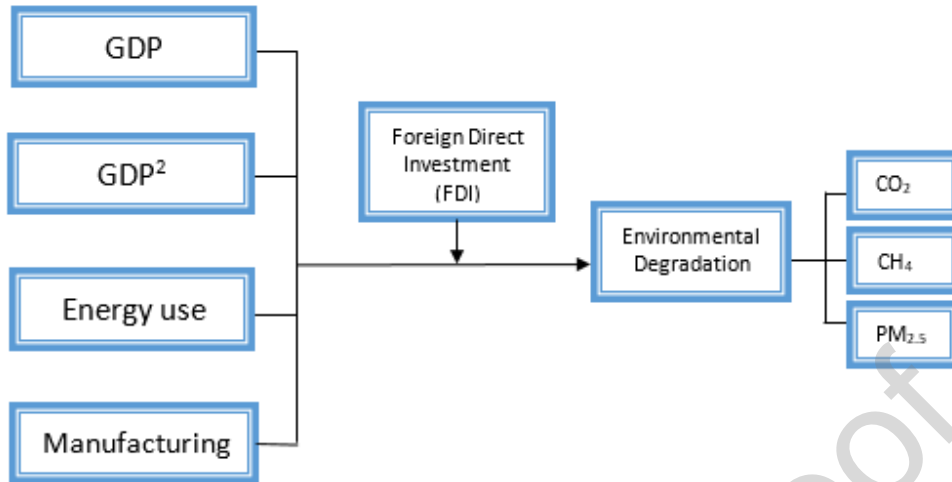 GDP
GDP²
Energy use
Manufacturing
Foreign Direct
Investment
(FDI)
Environmental
Degradation
CO₂
CH₄
PM₂.₅